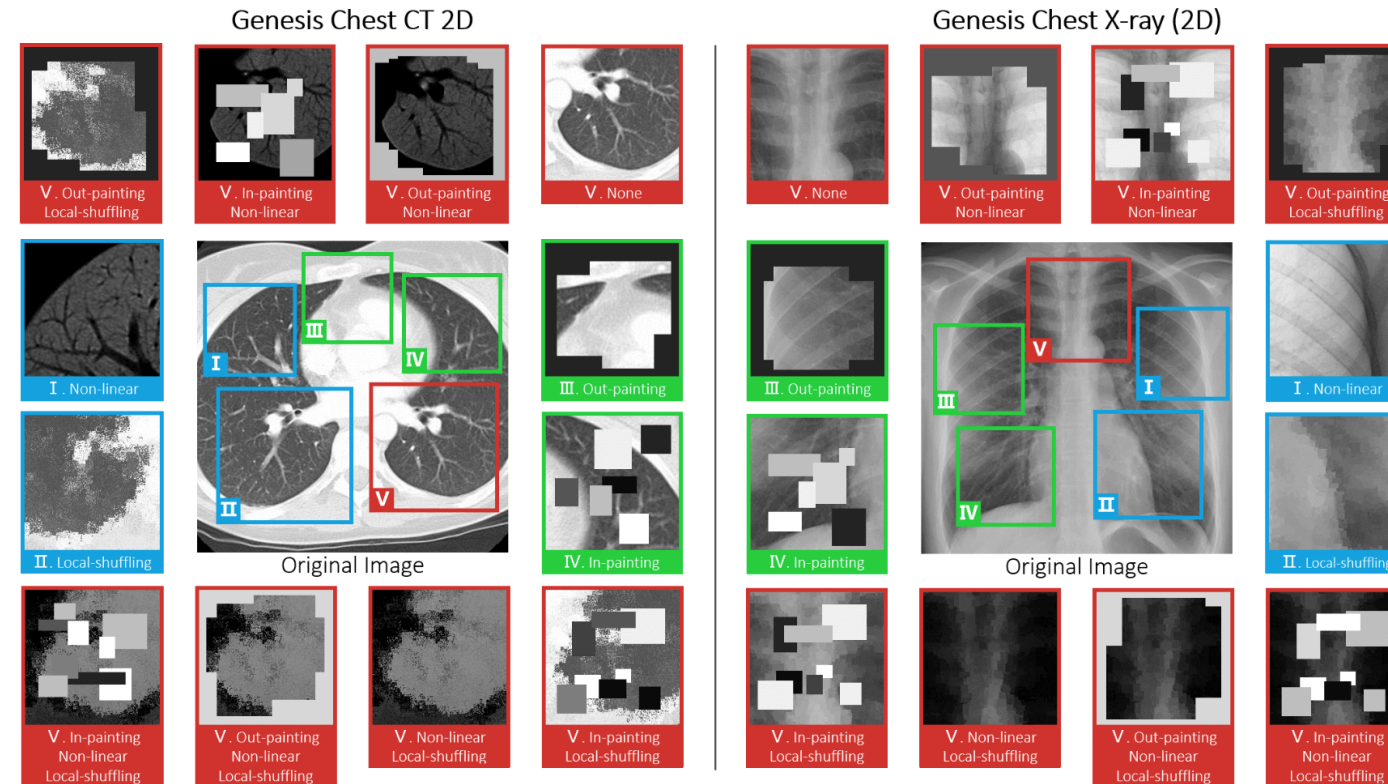 Genesis Chest CT 2D
Genesis Chest X-ray (2D)
Ⅴ. Out-painting
Local-shuffling
Ⅴ. In-painting
Non-linear
Ⅴ. Out-painting
Non-linear
Ⅴ. None
Ⅴ. None
Ⅴ. Out-painting
Non-linear
Ⅴ. In-painting
Non-linear
Ⅴ. Out-painting
Local-shuffling
Ⅰ. Non-linear
Ⅱ. Local-shuffling
Ⅰ
Ⅱ
Ⅲ
Ⅳ
Ⅴ
Original Image
Ⅲ. Out-painting
Ⅳ. In-painting
Ⅲ. Out-painting
Ⅳ. In-painting
Ⅴ
Ⅰ
Ⅲ
Ⅱ
Ⅳ
Original Image
Ⅰ. Non-linear
Ⅱ. Local-shuffling
Ⅴ. In-painting
Non-linear
Local-shuffling
Ⅴ. Out-painting
Non-linear
Local-shuffling
Ⅴ. Non-linear
Local-shuffling
Ⅴ. In-painting
Local-shuffling
Ⅴ. In-painting
Local-shuffling
Ⅴ. Non-linear
Local-shuffling
Ⅴ. Out-painting
Non-linear
Local-shuffling
Ⅴ. In-painting
Non-linear
Local-shuffling